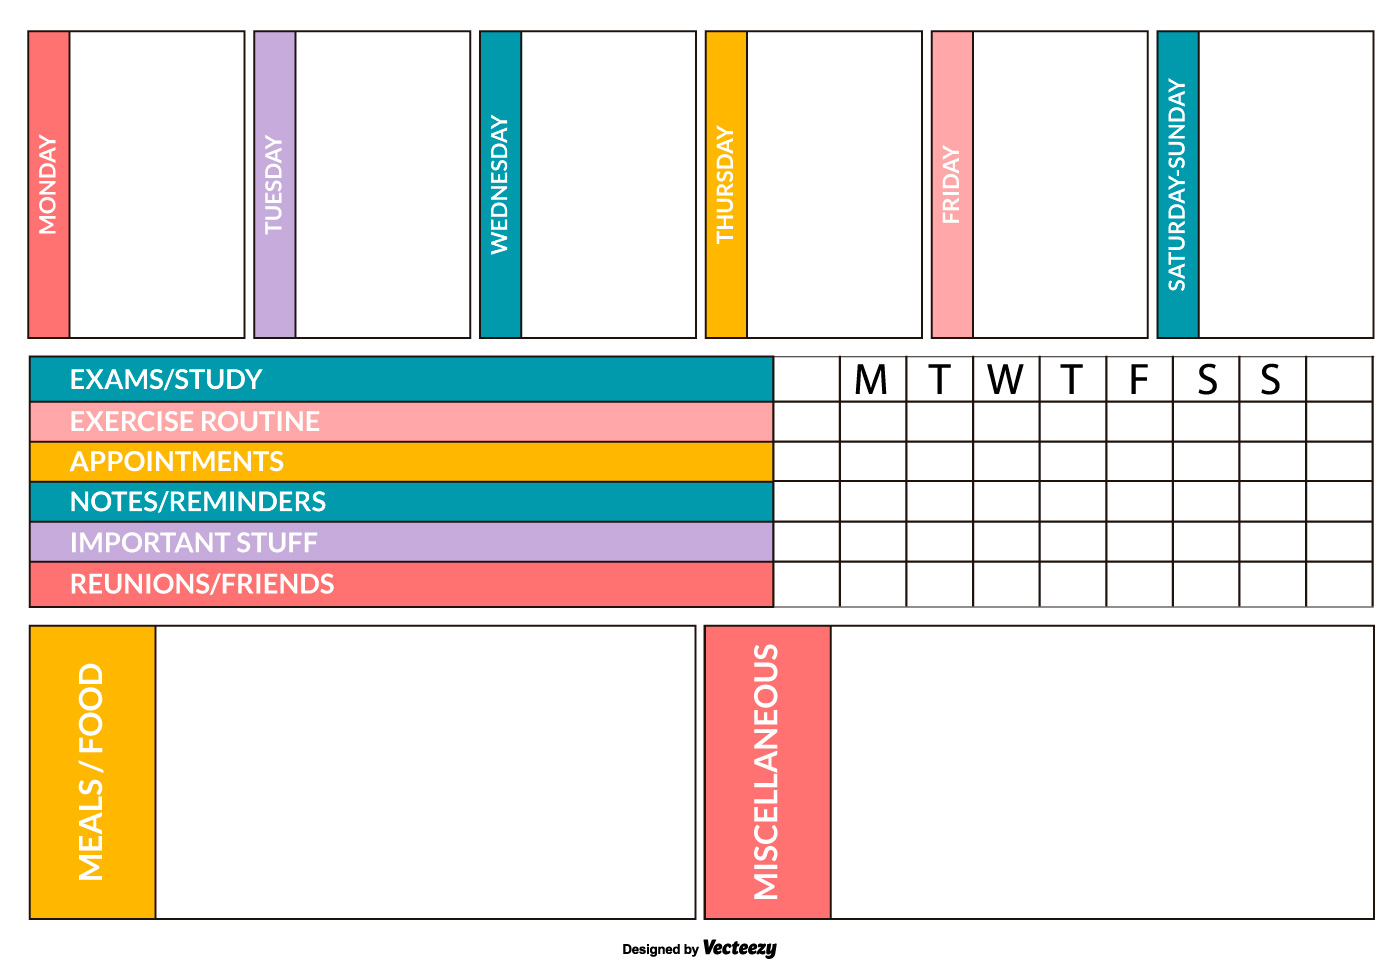 MONDAY
TUESDAY
WEDNESDAY
THURSDAY
FRIDAY
SATURDAY-SUNDAY
EXAMS/STUDY M T W T F S S
EXERCISE ROUTINE
APPOINTMENTS
NOTES/REMINDERS
IMPORTANT STUFF
REUNIONS/FRIENDS
MEALS / FOOD
MISCELLANEOUS
Designed by Vecteezy